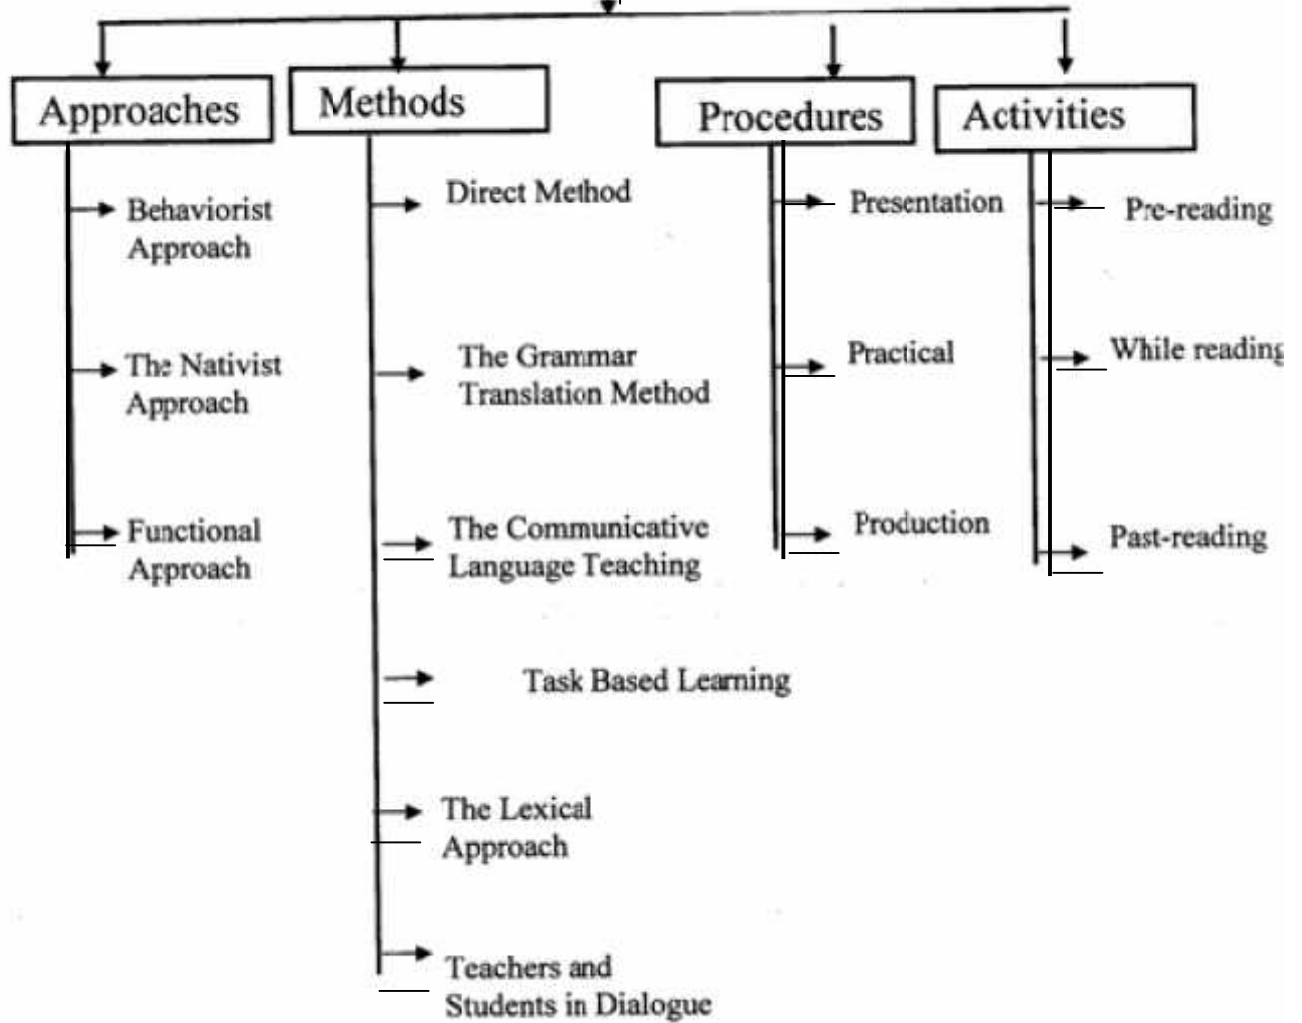 Approaches
Methods
Procedures
Activities
Behaviorist
Approach
The Nativist
Approach
Functional
Approach
Direct Method
The Grammar
Translation Method
The Communicative
Language Teaching
Task Based Learning
The Lexical
Approach
Teachers and
Students in Dialogue
Presentation
Practical
Production
Pre-reading
While reading
Past-reading